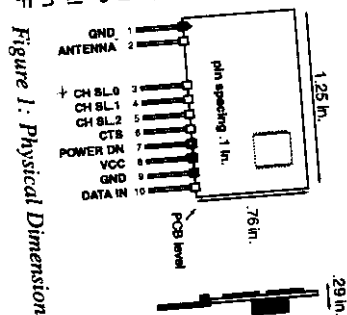 GND 1
ANTENNA 2
CH SL.0 3
CH SL.1 4
CH SL.2 5
CTS 6
POWER DN 7
VCC 8
GND 9
DATA IN 10
pin spacing .1 in.
1.25 in.
.76 in.
PCB level
.29 in.
Figure 1: Physical Dimension